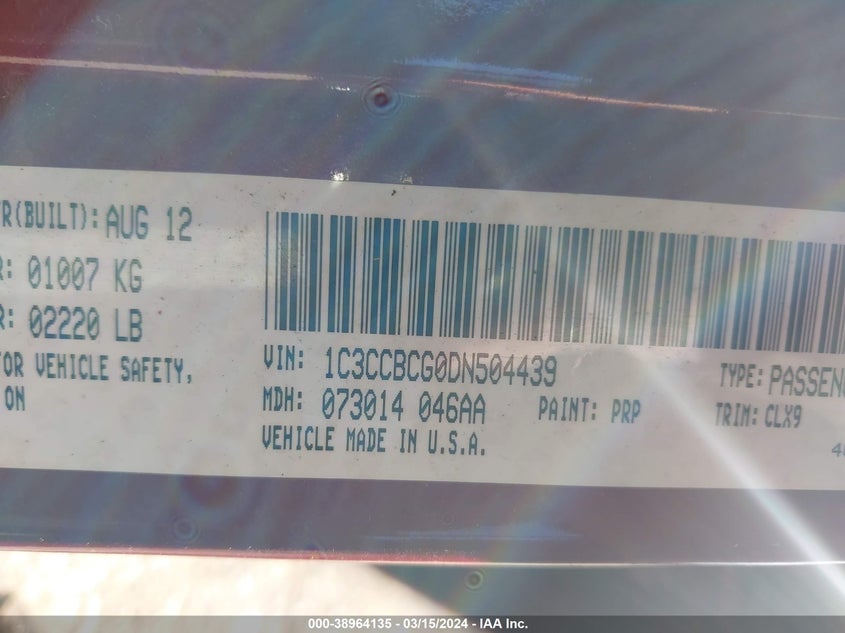 R(BUILT): AUG 12
R: 01007 KG
R: 02220 LB
OR VEHICLE SAFETY,
ON
VIN: 1C3CCBCG0DN504439
TYPE: PASSEN
MDH: 073014 046AA PAINT: PRP TRIM: CLX9
VEHICLE MADE IN U.S.A.
000-38964135 - 03/15/2024 - IAA Inc.